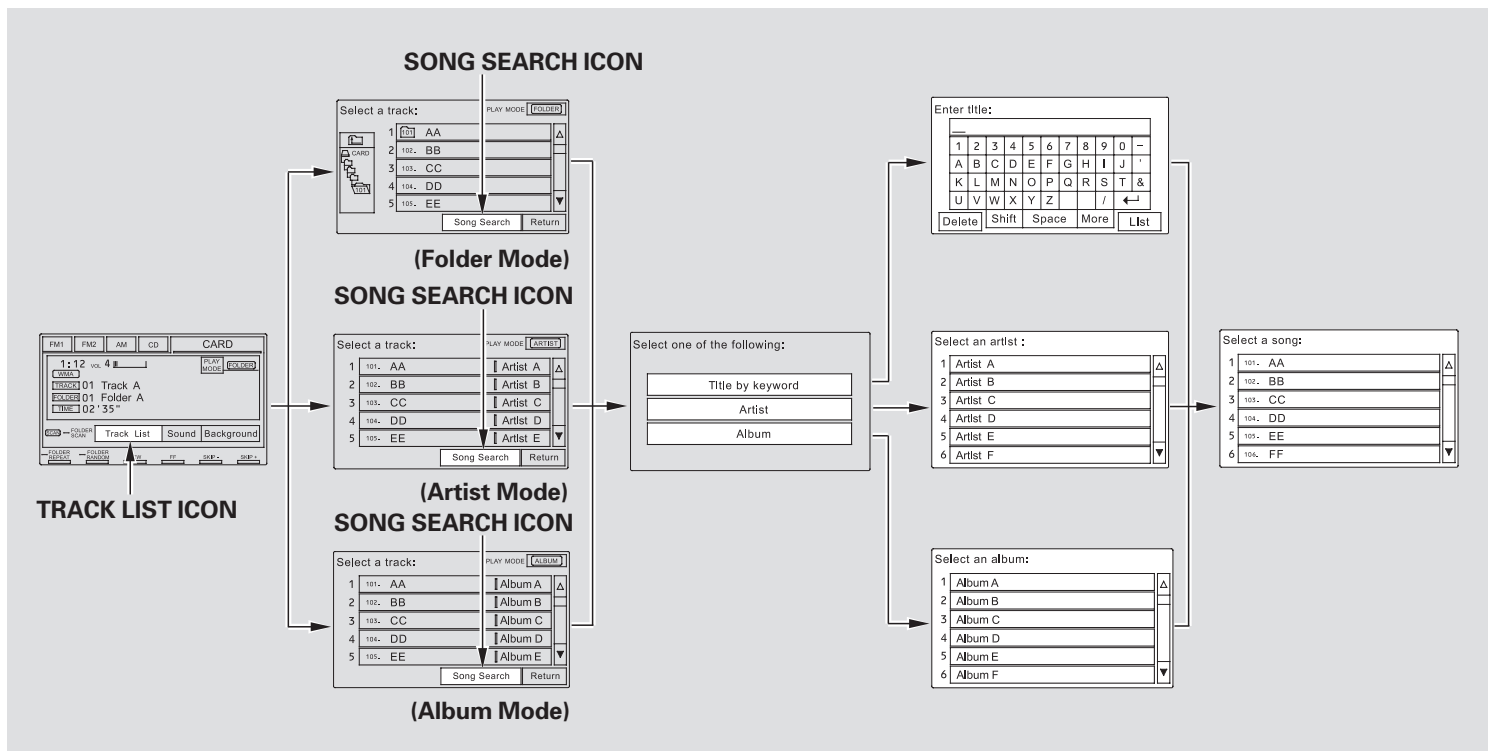 SONG SEARCH ICON
Select a track: PLAY MODE FOLDER
CARD
101
1 101 AA
2 102. BB
3 103. CC
4 104. DD
5 105. EE
Song Search Return
(Folder Mode)
FM1 FM2 AM CD CARD
1:12 VOL 4 PLAY MODE FOLDER
WMA
TRACK 01 Track A
FOLDER 01 Folder A
TIME 02'35"
SCAN FOLDER SCAN Track List Sound Background
FOLDER REPEAT FOLDER RANDOM FF SKIP - SKIP +
TRACK LIST ICON
SONG SEARCH ICON
Select a track: PLAY MODE ARTIST
1 101. AA Artist A
2 102. BB Artist B
3 103. CC Artist C
4 104. DD Artist D
5 105. EE Artist E
Song Search Return
(Artist Mode)
SONG SEARCH ICON
Select a track: PLAY MODE ALBUM
1 101. AA Album A
2 102. BB Album B
3 103. CC Album C
4 104. DD Album D
5 105. EE Album E
Song Search Return
(Album Mode)
Select one of the following:
Title by keyword
Artist
Album
Enter title:
1 2 3 4 5 6 7 8 9 0 -
A B C D E F G H I J '
K L M N O P Q R S T &
U V W X Y Z /
Delete Shift Space More List
Select an artist :
1 Artist A
2 Artist B
3 Artist C
4 Artist D
5 Artist E
6 Artist F
Select an album:
1 Album A
2 Album B
3 Album C
4 Album D
5 Album E
6 Album F
Select a song:
1 101. AA
2 102. BB
3 103. CC
4 104. DD
5 105. EE
6 106. FF